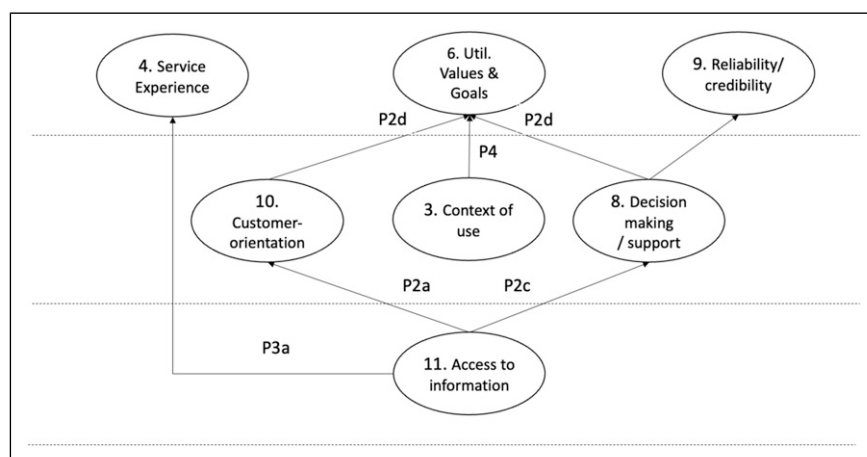 4. Service
Experience
6. Util.
Values &
Goals
9. Reliability/
credibility
P2d
P2d
P4
10.
Customer-
orientation
3. Context of
use
8. Decision
making
/ support
P2a
P2c
P3a
11. Access to
information